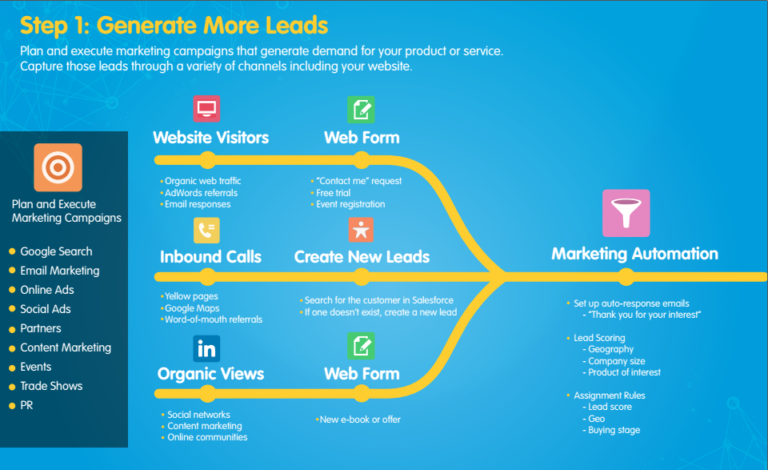 Step 1: Generate More Leads
Plan and execute marketing campaigns that generate demand for your product or service.
Capture those leads through a variety of channels including your website.
Plan and Execute
Marketing Campaigns
• Google Search
• Email Marketing
• Online Ads
• Social Ads
• Partners
• Content Marketing
• Events
• Trade Shows
• PR
Website Visitors
• Organic web traffic
• AdWords referrals
• Email responses
Web Form
• "Contact me" request
• Free trial
• Event registration
Inbound Calls
• Yellow pages
• Google Maps
• Word-of-mouth referrals
Create New Leads
• Search for the customer in Salesforce
• If one doesn't exist, create a new lead
in
Organic Views
• Social networks
• Content marketing
• Online communities
Web Form
• New e-book or offer
Marketing Automation
• Set up auto-response emails
- "Thank you for your interest"
• Lead Scoring
- Geography
- Company size
- Product of interest
• Assignment Rules
- Lead score
- Geo
- Buying stage